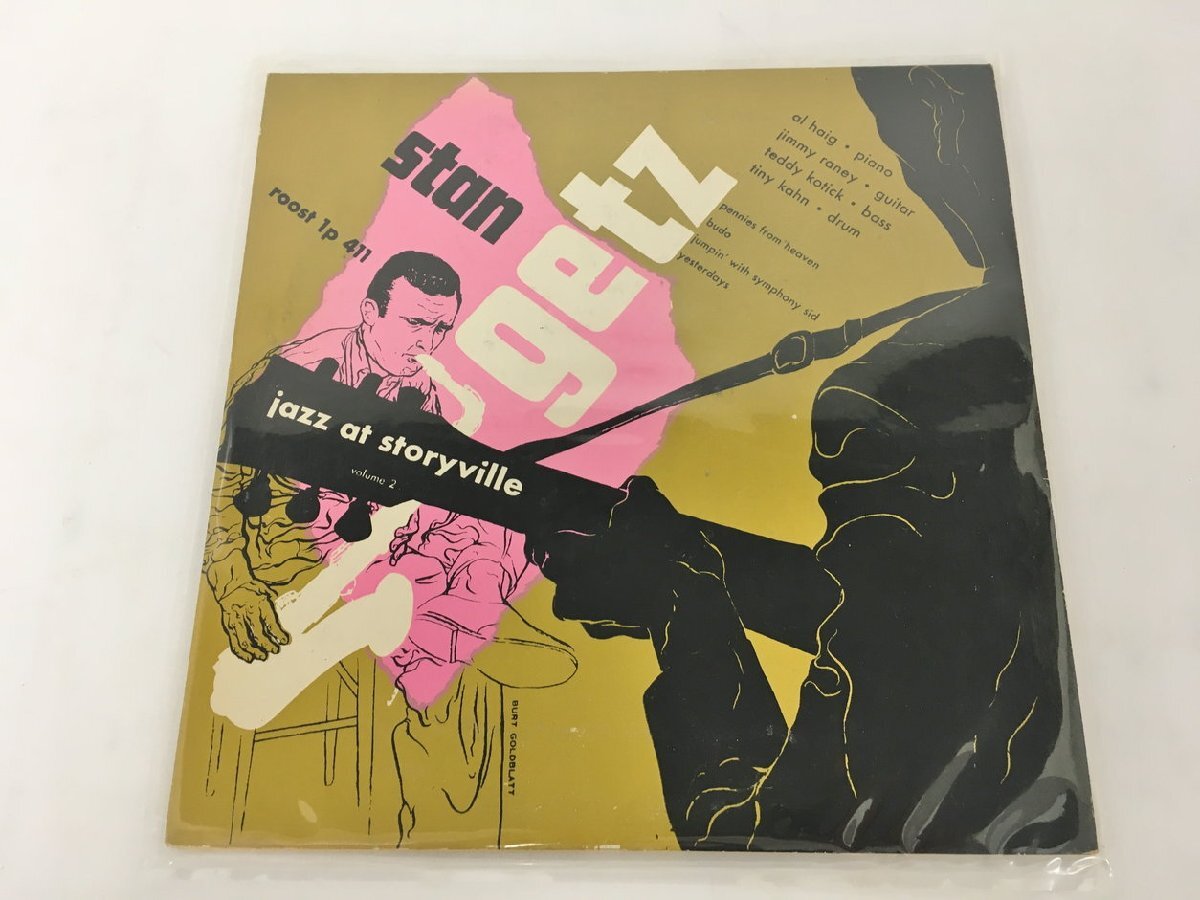 stan
getz
roost lp 411
al haig • piano
jimmy raney • guitar
teddy kotick • bass
tiny kahn • drum
pennies from heaven
budo
jumpin' with symphony sid
yesterdays
jazz at storyville
volume 2
BURT GOLDBLATT